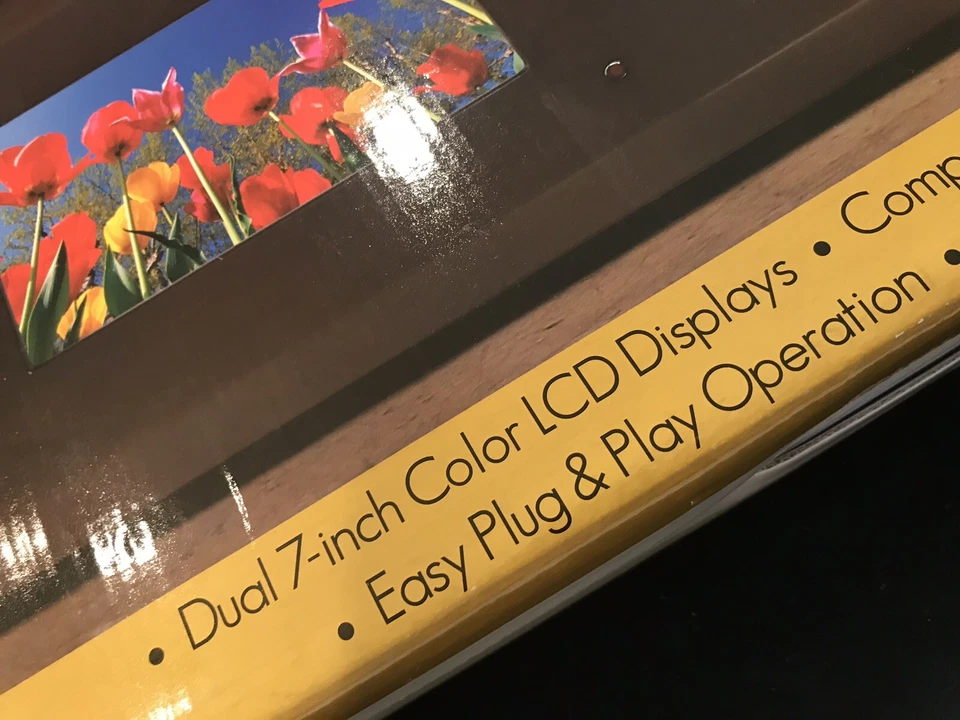 • Dual 7-inch Color LCD Displays • Comp
• Easy Plug & Play Operation •